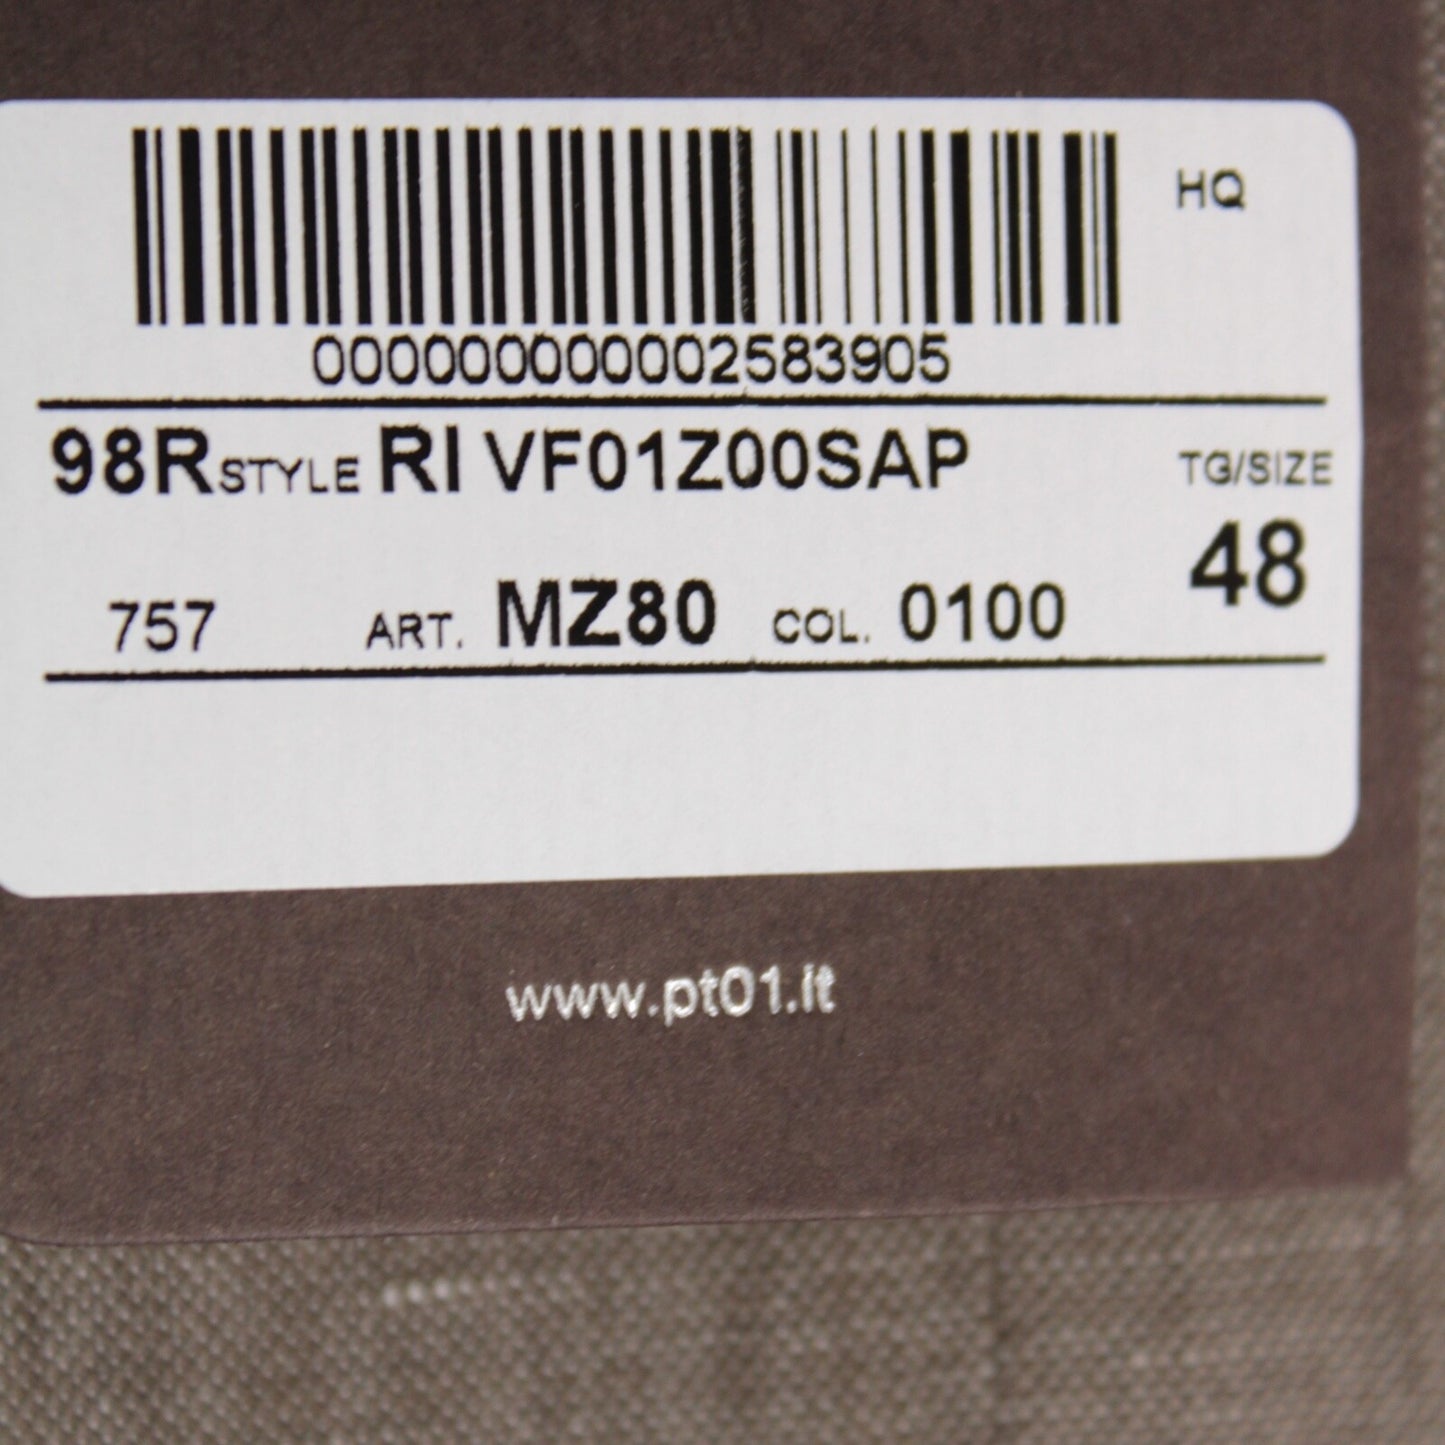 HQ
000000000002583905
98R STYLE RI VF01Z00SAP TG/SIZE
48
757 ART. MZ80 COL. 0100
www.pt01.it